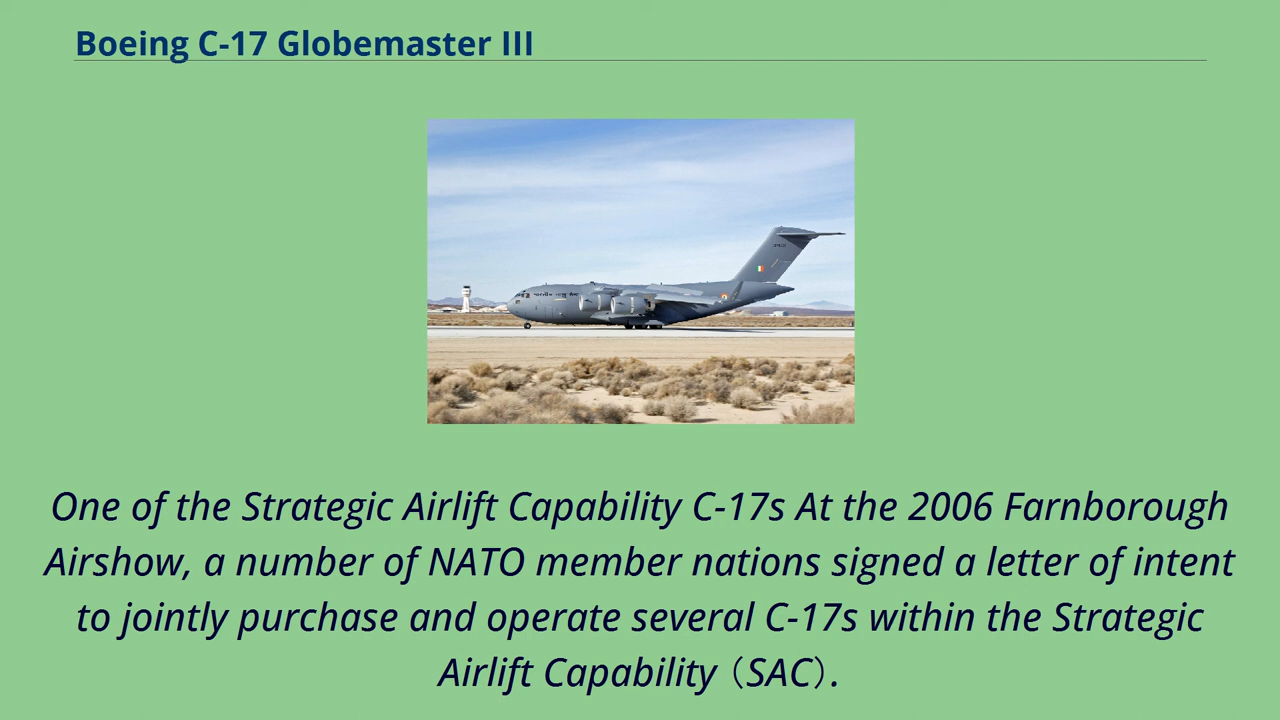 Boeing C-17 Globemaster III
One of the Strategic Airlift Capability C-17s At the 2006 Farnborough
Airshow, a number of NATO member nations signed a letter of intent
to jointly purchase and operate several C-17s within the Strategic
Airlift Capability（SAC）.